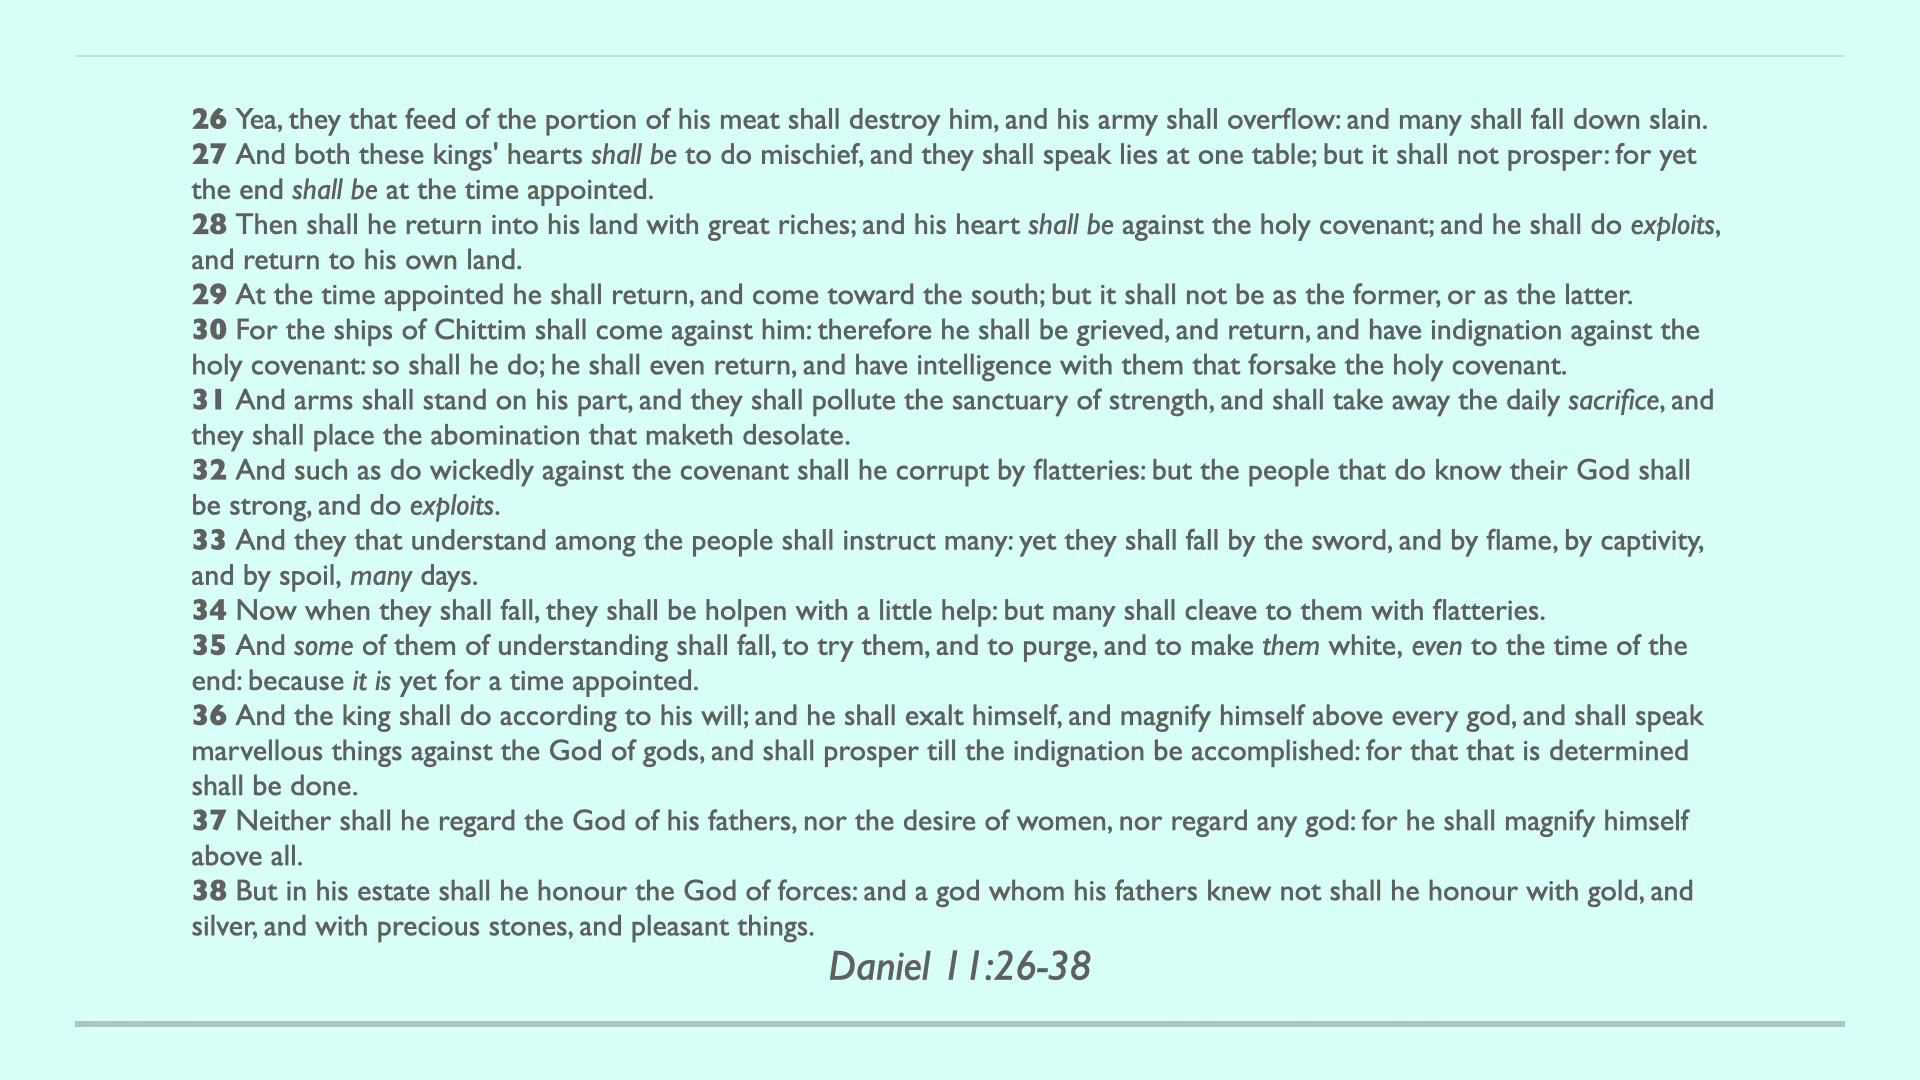 26 Yea, they that feed of the portion of his meat shall destroy him, and his army shall overflow: and many shall fall down slain.
27 And both these kings' hearts shall be to do mischief, and they shall speak lies at one table; but it shall not prosper: for yet
the end shall be at the time appointed.
28 Then shall he return into his land with great riches; and his heart shall be against the holy covenant; and he shall do exploits,
and return to his own land.
29 At the time appointed he shall return, and come toward the south; but it shall not be as the former, or as the latter.
30 For the ships of Chittim shall come against him: therefore he shall be grieved, and return, and have indignation against the
holy covenant: so shall he do; he shall even return, and have intelligence with them that forsake the holy covenant.
31 And arms shall stand on his part, and they shall pollute the sanctuary of strength, and shall take away the daily sacrifice, and
they shall place the abomination that maketh desolate.
32 And such as do wickedly against the covenant shall he corrupt by flatteries: but the people that do know their God shall
be strong, and do exploits.
33 And they that understand among the people shall instruct many: yet they shall fall by the sword, and by flame, by captivity,
and by spoil, many days.
34 Now when they shall fall, they shall be holpen with a little help: but many shall cleave to them with flatteries.
35 And some of them of understanding shall fall, to try them, and to purge, and to make them white, even to the time of the
end: because it is yet for a time appointed.
36 And the king shall do according to his will; and he shall exalt himself, and magnify himself above every god, and shall speak
marvellous things against the God of gods, and shall prosper till the indignation be accomplished: for that that is determined
shall be done.
37 Neither shall he regard the God of his fathers, nor the desire of women, nor regard any god: for he shall magnify himself
above all.
38 But in his estate shall he honour the God of forces: and a god whom his fathers knew not shall he honour with gold, and
silver, and with precious stones, and pleasant things.
Daniel 11:26-38